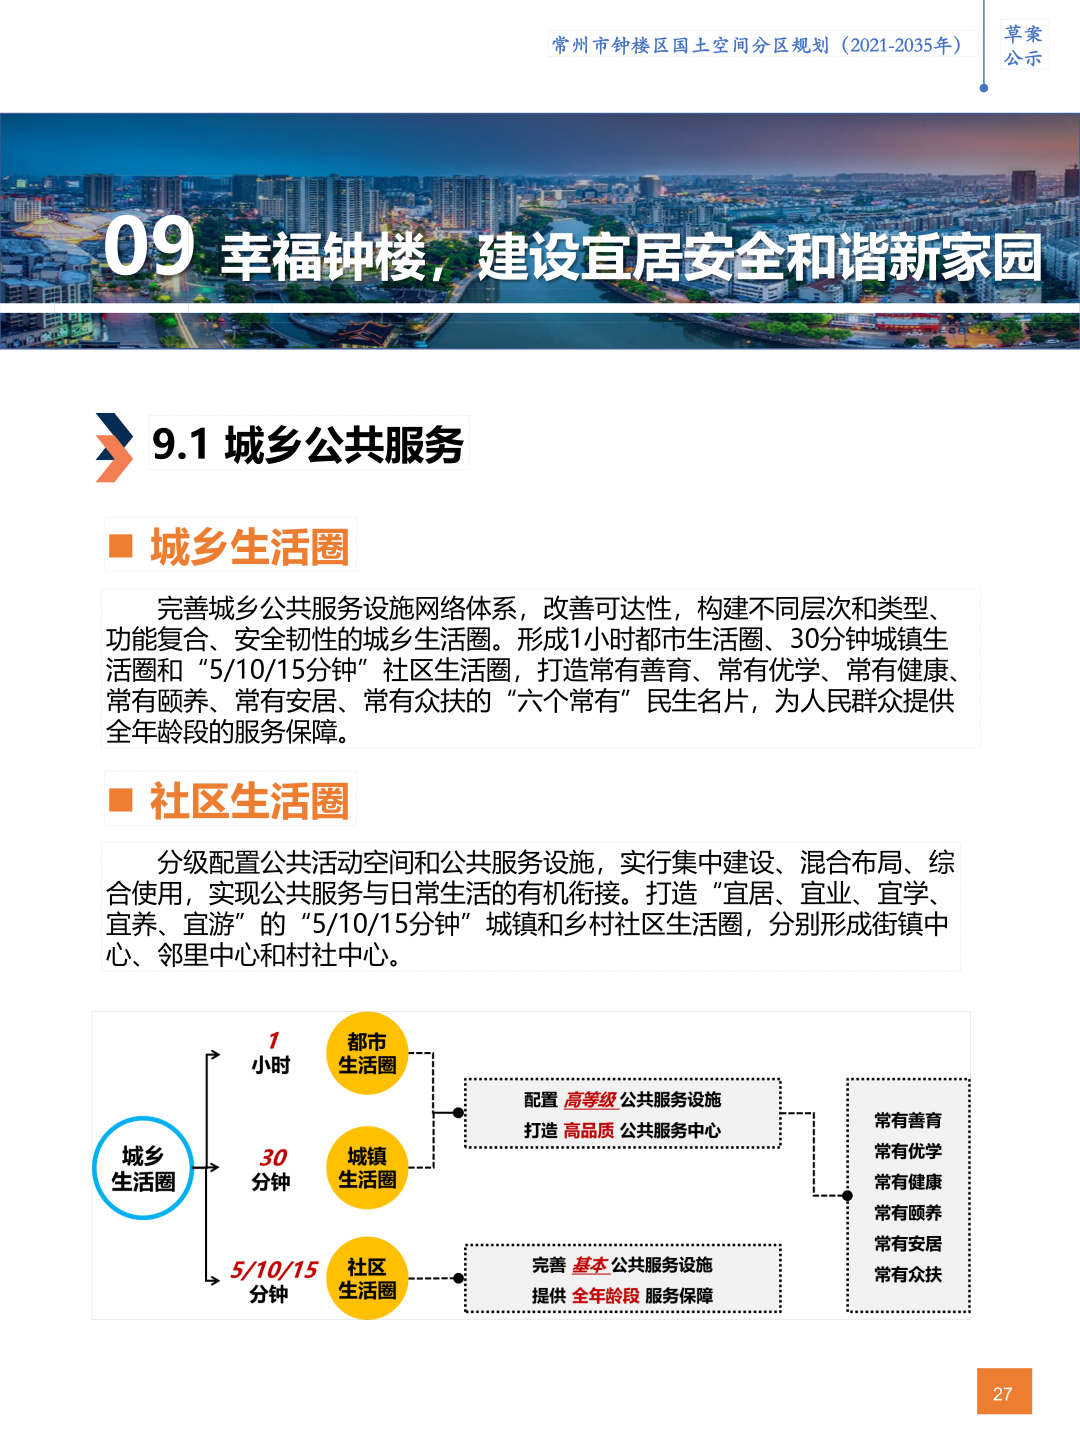 常州市钟楼区国土空间分区规划（2021-2035年）
草案
公示
09 幸福钟楼，建设宜居安全和谐新家园
9.1 城乡公共服务
■ 城乡生活圈
完善城乡公共服务设施网络体系，改善可达性，构建不同层次和类型、
功能复合、安全韧性的城乡生活圈。形成1小时都市生活圈、30分钟城镇生
活圈和“5/10/15分钟”社区生活圈，打造常有善育、常有优学、常有健康、
常有颐养、常有安居、常有众扶的“六个常有”民生名片，为人民群众提供
全年龄段的服务保障。
■ 社区生活圈
分级配置公共活动空间和公共服务设施，实行集中建设、混合布局、综
合使用，实现公共服务与日常生活的有机衔接。打造“宜居、宜业、宜学、
宜养、宜游”的“5/10/15分钟”城镇和乡村社区生活圈，分别形成街镇中
心、邻里中心和村社中心。
城乡
生活圈
1
小时
都市
生活圈
30
分钟
城镇
生活圈
5/10/15
分钟
社区
生活圈
配置 高等级 公共服务设施
打造 高品质 公共服务中心
完善 基本 公共服务设施
提供 全年龄段 服务保障
常有善育
常有优学
常有健康
常有颐养
常有安居
常有众扶
27